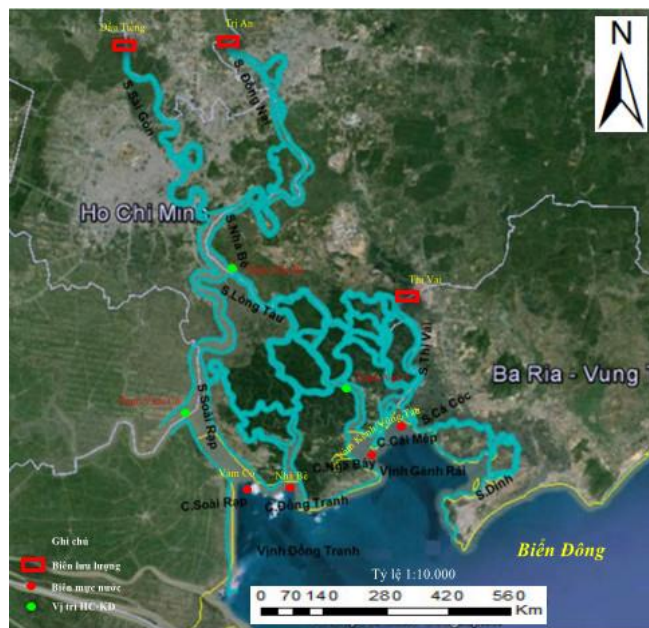 Dầu Tiếng
Trị An
N
S. Sài Gòn
S. Đồng Nai
Ho Chi Minh
S.Nhà Bè
S.Lòng Tàu
Thị Vải
S.Thị Vải
Ba Ria - Vung T
S.Soài Rạp
S.Cà Cộc
C.Cái Mép
C.Ngã Bảy
Vịnh Gành Rái
Vàm Cỏ
Nhà Bè
C.Soài Rạp
C.Đồng Tranh
S.Dinh
Vịnh Đồng Tranh
Biển Đông
Ghi chú
Biên lưu lượng
Biên mực nước
Vị trí HC-KĐ
Tỷ lệ 1:10.000
0 70 140 280 420 560
Km